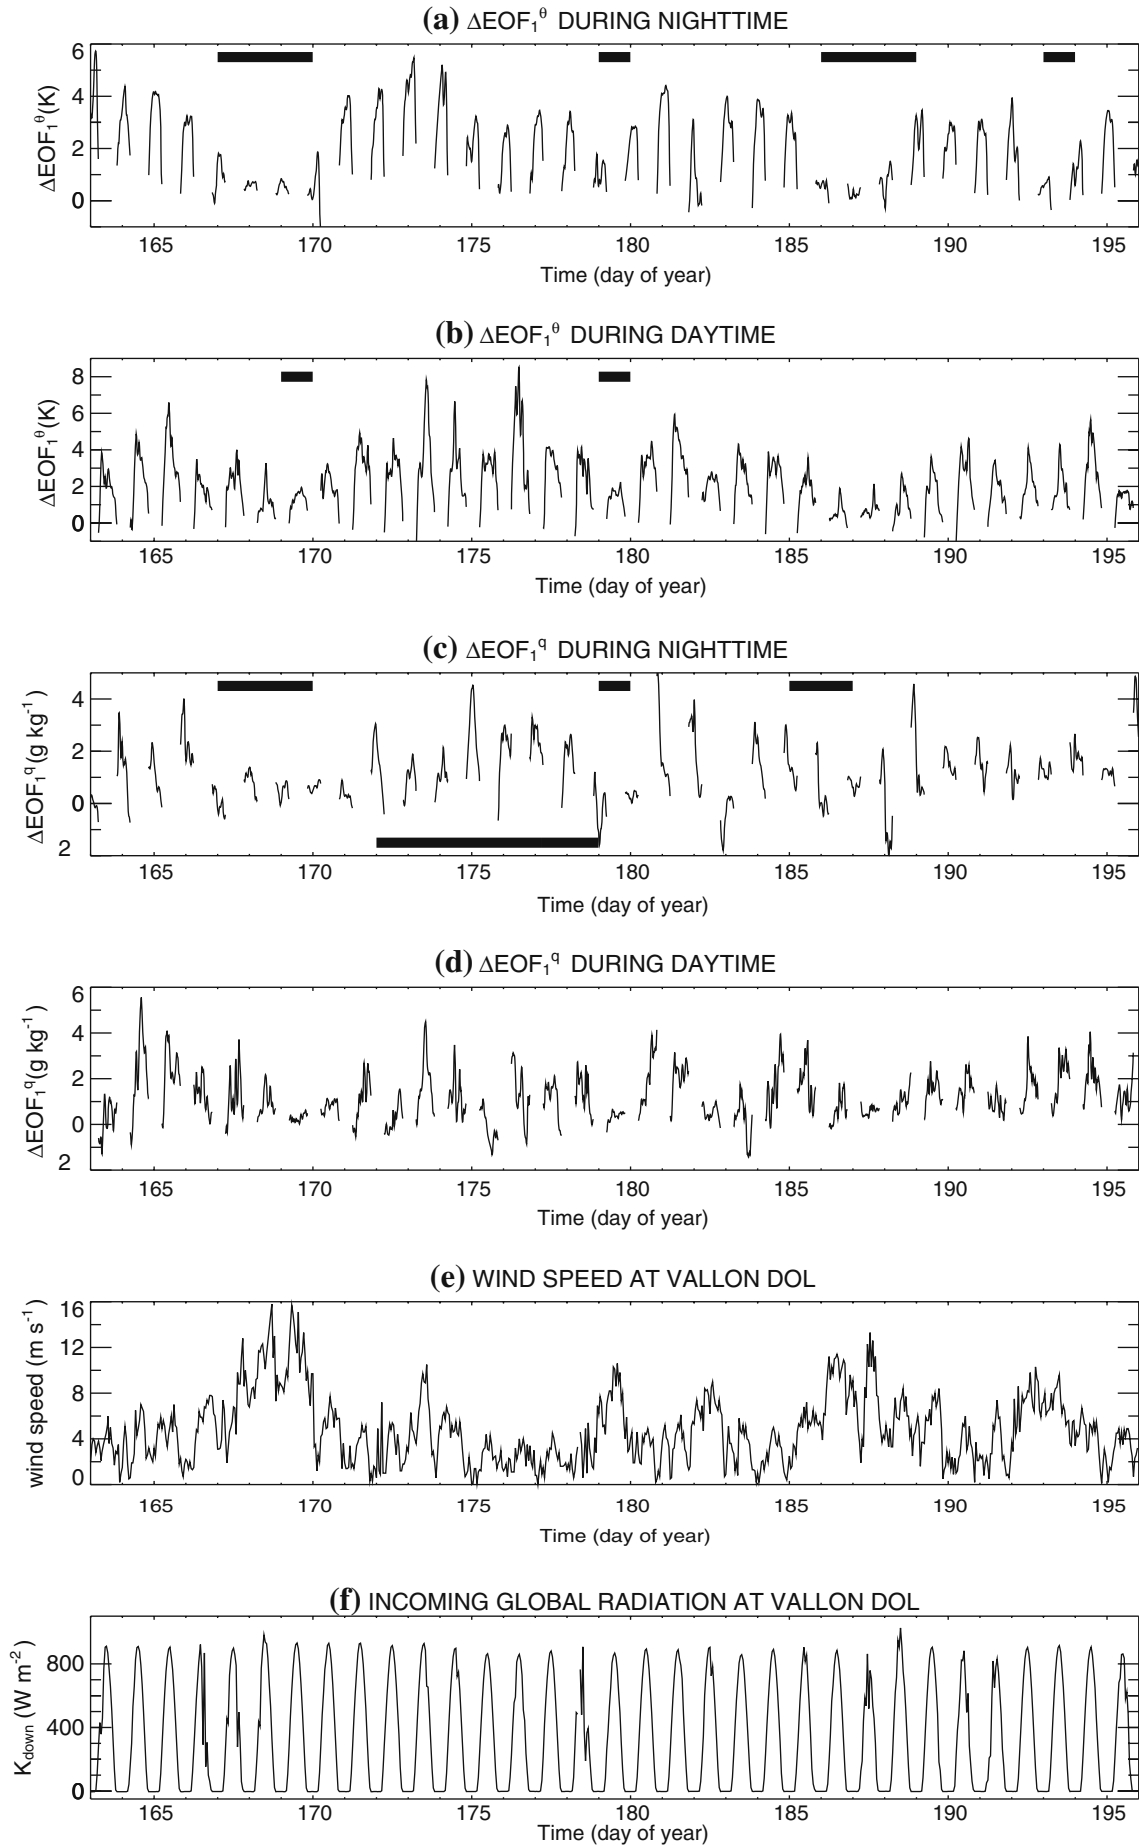 (a) ΔEOF₁^θ DURING NIGHTTIME
ΔEOF₁^θ(K)
6
4
2
0
165 170 175 180 185 190 195
Time (day of year)
(b) ΔEOF₁^θ DURING DAYTIME
ΔEOF₁^θ(K)
8
6
4
2
0
165 170 175 180 185 190 195
Time (day of year)
(c) ΔEOF₁^q DURING NIGHTTIME
ΔEOF₁^q(g kg⁻¹)
4
2
0
2
165 170 175 180 185 190 195
Time (day of year)
(d) ΔEOF₁^q DURING DAYTIME
ΔEOF₁^q(g kg⁻¹)
6
4
2
0
2
165 170 175 180 185 190 195
Time (day of year)
(e) WIND SPEED AT VALLON DOL
wind speed (m s⁻¹)
16
12
8
4
0
165 170 175 180 185 190 195
Time (day of year)
(f) INCOMING GLOBAL RADIATION AT VALLON DOL
K_down (W m⁻²)
800
400
0
165 170 175 180 185 190 195
Time (day of year)